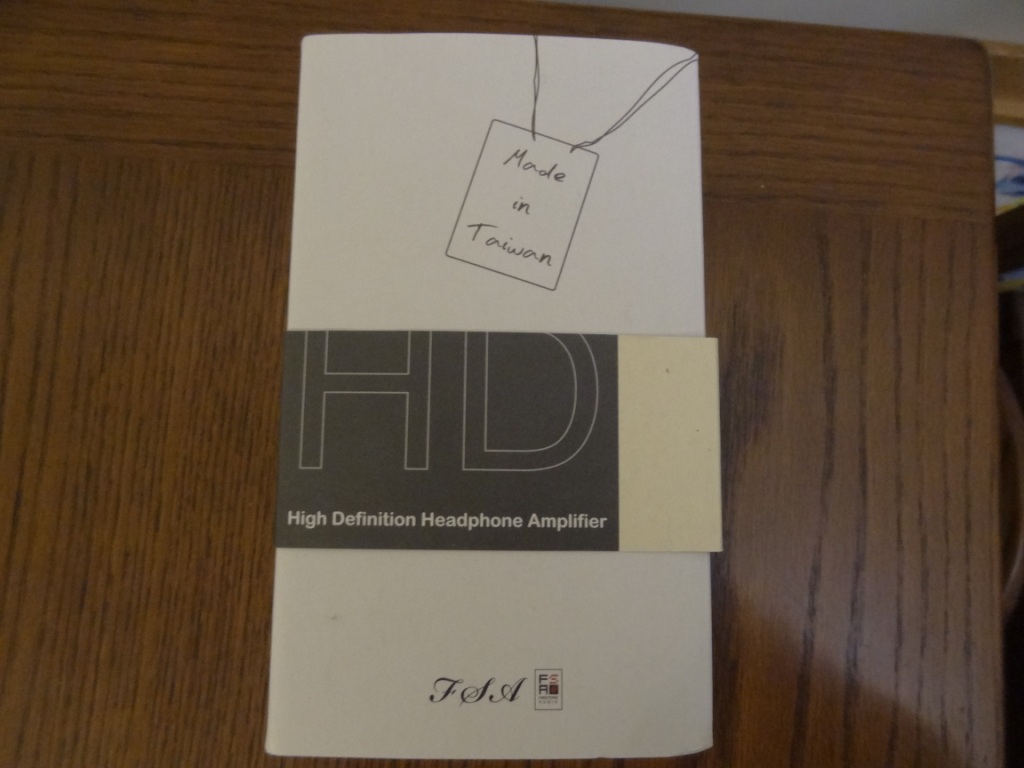 Made
in
Taiwan
HD
High Definition Headphone Amplifier
FSA